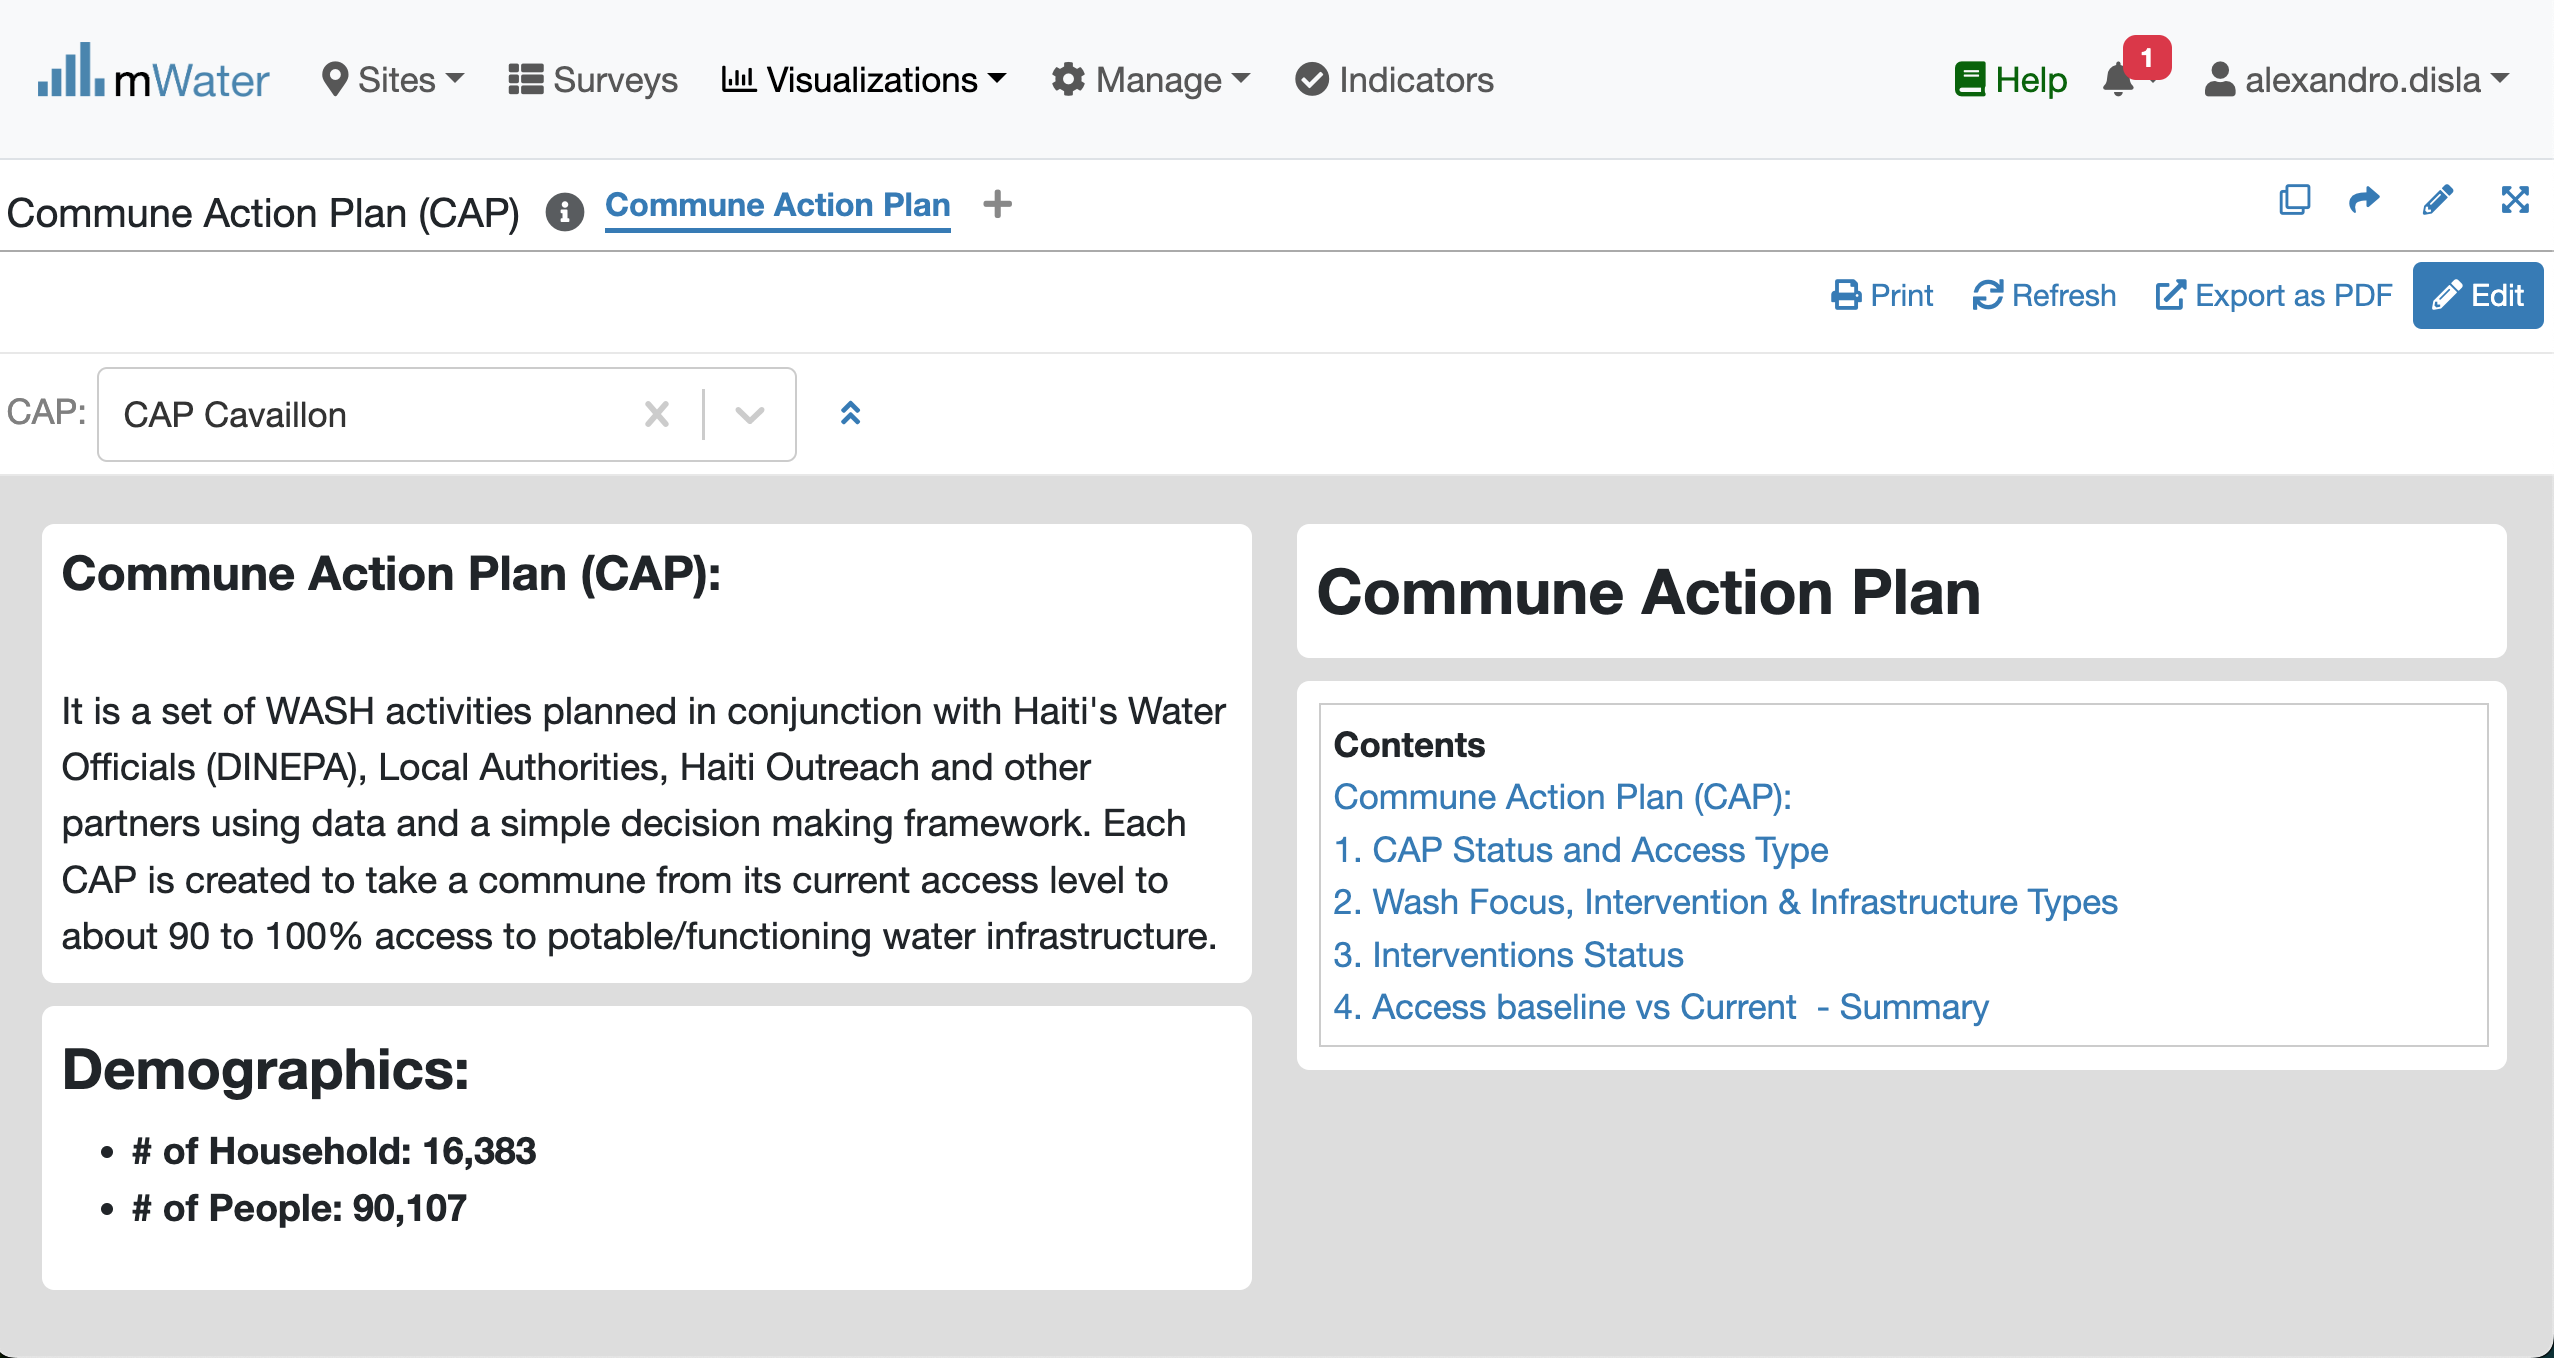 mWater
Sites
Surveys
Visualizations
Manage
Indicators
Help
1
alexandro.disla
Commune Action Plan (CAP)
Commune Action Plan
Print
Refresh
Export as PDF
Edit
CAP:
CAP Cavaillon
Commune Action Plan (CAP):
It is a set of WASH activities planned in conjunction with Haiti's Water
Officials (DINEPA), Local Authorities, Haiti Outreach and other
partners using data and a simple decision making framework. Each
CAP is created to take a commune from its current access level to
about 90 to 100% access to potable/functioning water infrastructure.
Demographics:
• # of Household: 16,383
• # of People: 90,107
Commune Action Plan
Contents
Commune Action Plan (CAP):
1. CAP Status and Access Type
2. Wash Focus, Intervention & Infrastructure Types
3. Interventions Status
4. Access baseline vs Current  - Summary